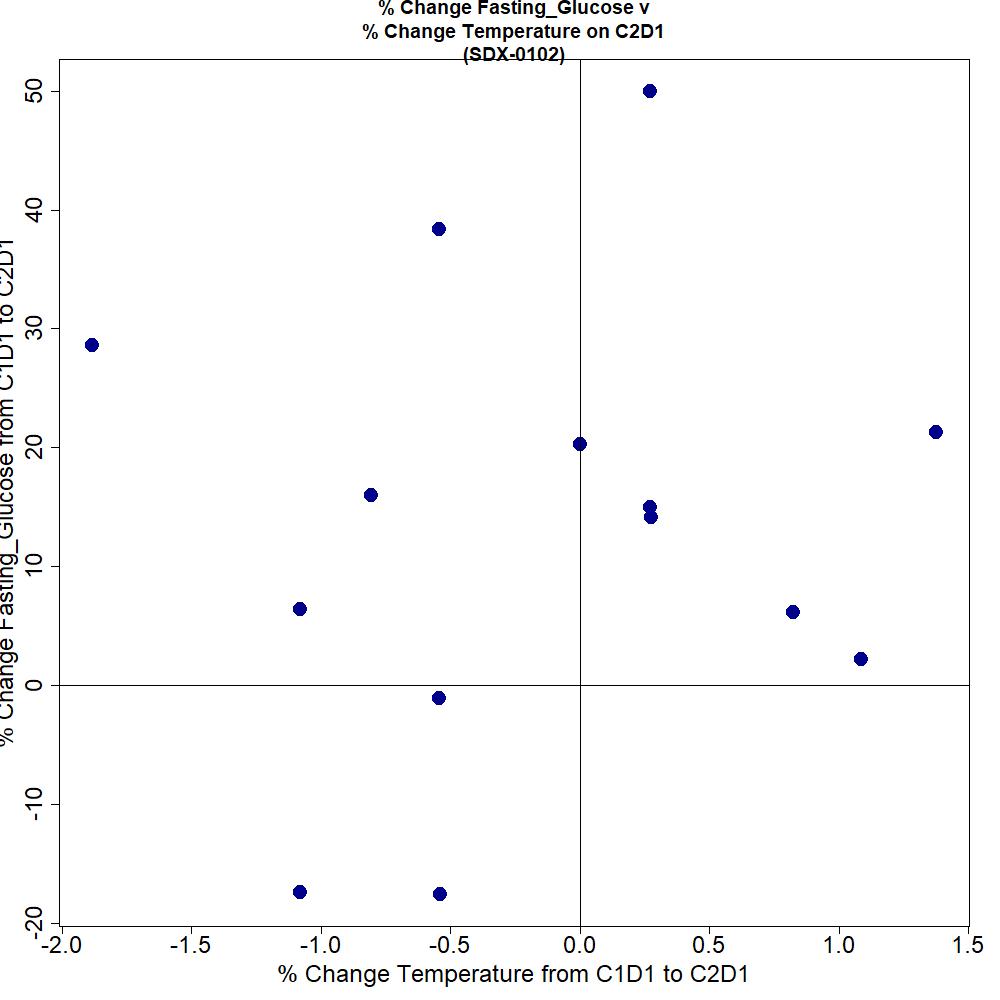 % Change Fasting_Glucose v
% Change Temperature on C2D1
(SDX-0102)
% Change Fasting_Glucose from C1D1 to C2D1
50
40
30
20
10
0
-10
-20
-2.0 -1.5 -1.0 -0.5 0.0 0.5 1.0 1.5
% Change Temperature from C1D1 to C2D1